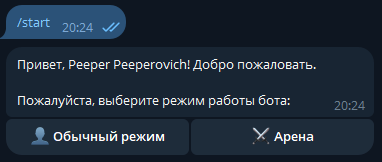 /start
20:24
Привет, Peeper Peeperovich! Добро пожаловать.
Пожалуйста, выберите режим работы бота:
20:24
👤 Обычный режим
⚔️ Арена